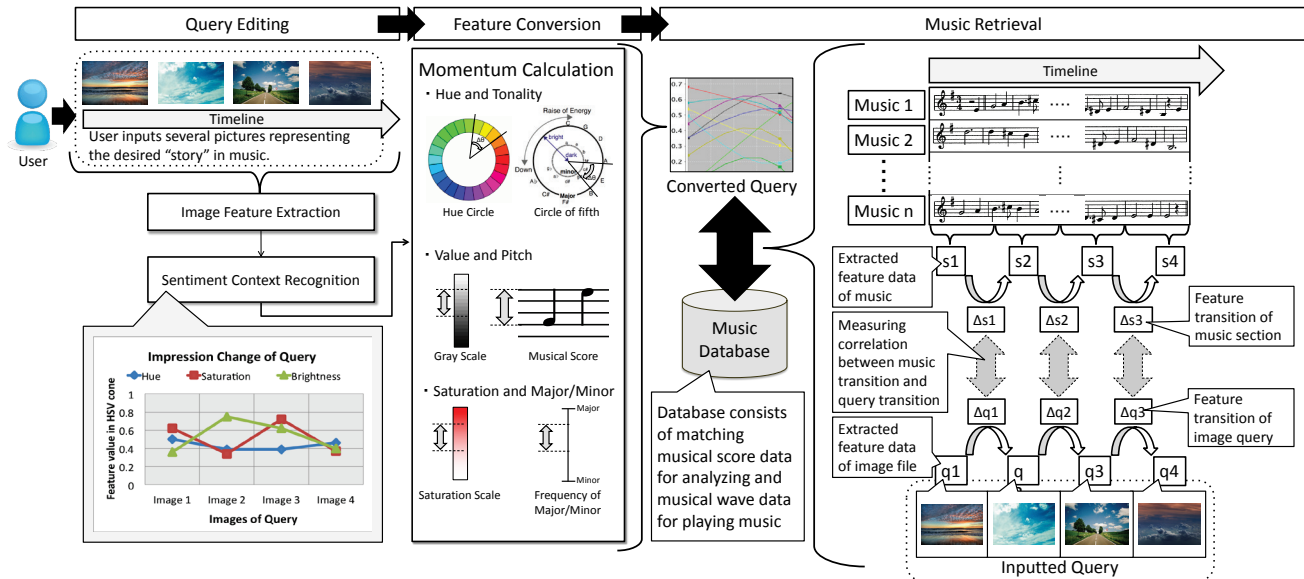 Query Editing
Feature Conversion
Music Retrieval
User
Timeline
User inputs several pictures representing
the desired “story” in music.
Image Feature Extraction
Sentiment Context Recognition
Impression Change of Query
Hue
Saturation
Brightness
Feature value in HSV cone
1
0.8
0.6
0.4
0.2
0
Image 1
Image 2
Image 3
Image 4
Images of Query
Momentum Calculation
・Hue and Tonality
Δθ
Hue Circle
Raise of Energy
bright
dark
minor
Major
Down
C
G
D
A
E
B
F#
C#
A♭
Δθ
Circle of fifth
・Value and Pitch
Gray Scale
Musical Score
・Saturation and Major/Minor
Saturation Scale
Major
Minor
Frequency of
Major/Minor
0.7
0.6
0.5
0.4
0.3
0.2
Converted Query
Music
Database
Database consists
of matching
musical score data
for analyzing and
musical wave data
for playing music
Timeline
Music 1
Music 2
Music n
Extracted
feature data
of music
s1
s2
s3
s4
Δs1
Δs2
Δs3
Feature
transition of
music section
Measuring
correlation
between music
transition and
query transition
Δq1
Δq2
Δq3
Feature
transition of
image query
Extracted
feature data
of image file
q1
q
q3
q4
Inputted Query